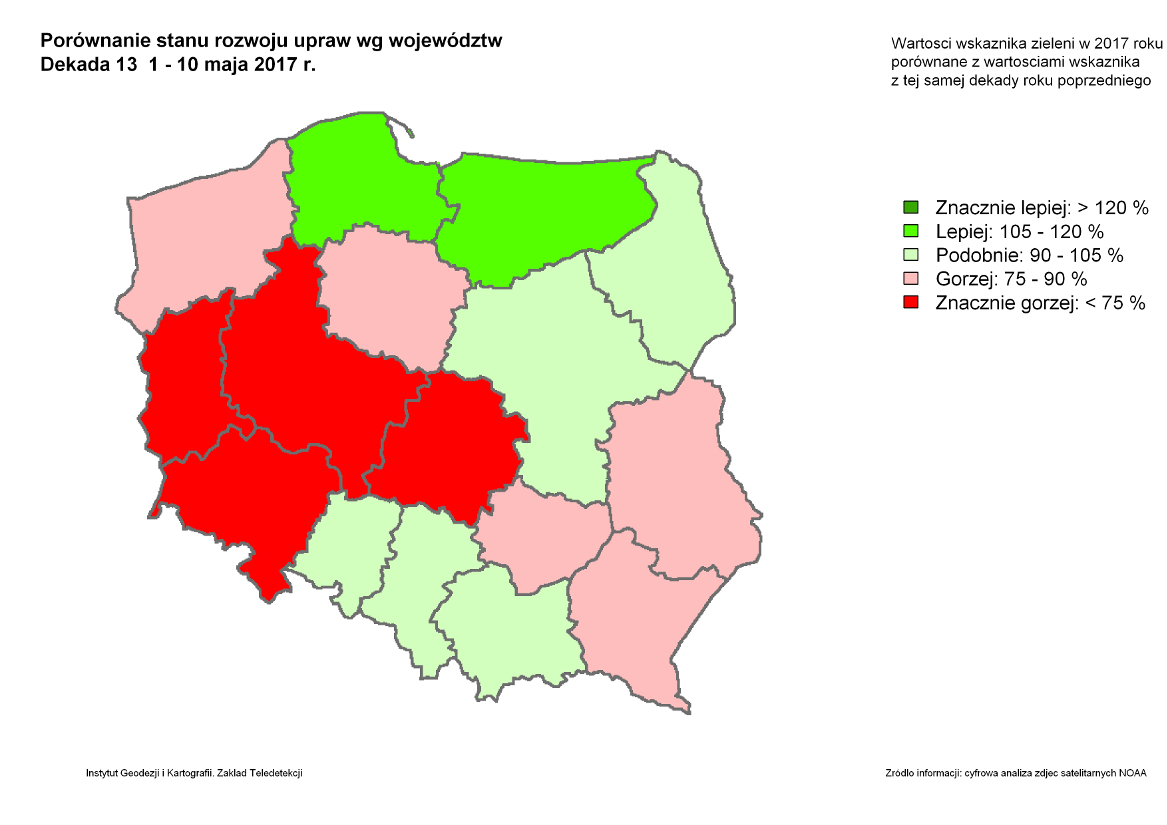 Porównanie stanu rozwoju upraw wg województw
Dekada 13 1 - 10 maja 2017 r.
Wartosci wskaznika zieleni w 2017 roku
porównane z wartosciami wskaznika
z tej samej dekady roku poprzedniego
Znacznie lepiej: > 120 %
Lepiej: 105 - 120 %
Podobnie: 90 - 105 %
Gorzej: 75 - 90 %
Znacznie gorzej: < 75 %
Instytut Geodezji i Kartografii. Zakład Teledetekcji
Zródlo informacji: cyfrowa analiza zdjec satelitarnych NOAA